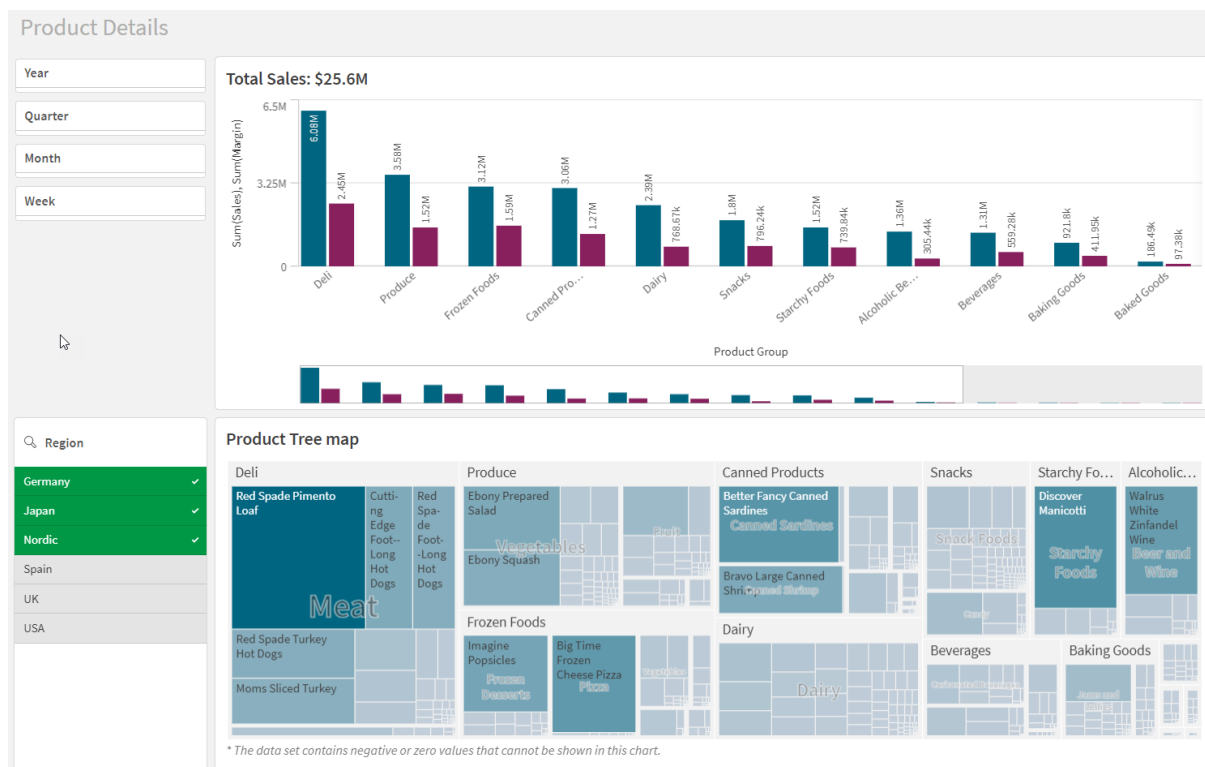 Product Details
Year
Quarter
Month
Week
Total Sales: $25.6M
Sum(Sales), Sum(Margin)
6.5M
3.25M
0
6.08M
2.45M
3.58M
1.52M
3.12M
1.59M
3.06M
1.27M
2.39M
768.67k
1.8M
796.24k
1.52M
739.84k
1.36M
305.44k
1.31M
559.28k
921.8k
411.95k
186.49k
97.38k
Deli
Produce
Frozen Foods
Canned Pro...
Dairy
Snacks
Starchy Foods
Alcoholic Be...
Beverages
Baking Goods
Baked Goods
Product Group
Region
Germany
Japan
Nordic
Spain
UK
USA
Product Tree map
Deli
Red Spade Pimento
Loaf
Cutti-
ng
Edge
Foot--
Long
Hot
Dogs
Red
Spa-
de
Foot-
-Long
Hot
Dogs
Meat
Red Spade Turkey
Hot Dogs
Moms Sliced Turkey
Produce
Ebony Prepared
Salad
Vegetables
Ebony Squash
Fruit
Frozen Foods
Imagine
Popsicles
Frozen
Desserts
Big Time
Frozen
Cheese Pizza
Pizza
Vegetables
Canned Products
Better Fancy Canned
Sardines
Canned Sardines
Bravo Large Canned
Shrimp
Canned Shrimp
Dairy
Dairy
Snacks
Snack Foods
Candy
Starchy Fo...
Discover
Manicotti
Starchy
Foods
Alcoholic...
Walrus
White
Zinfandel
Wine
Beer and
Wine
Beverages
Carbonated Beverages
Baking Goods
Jams and
* The data set contains negative or zero values that cannot be shown in this chart.